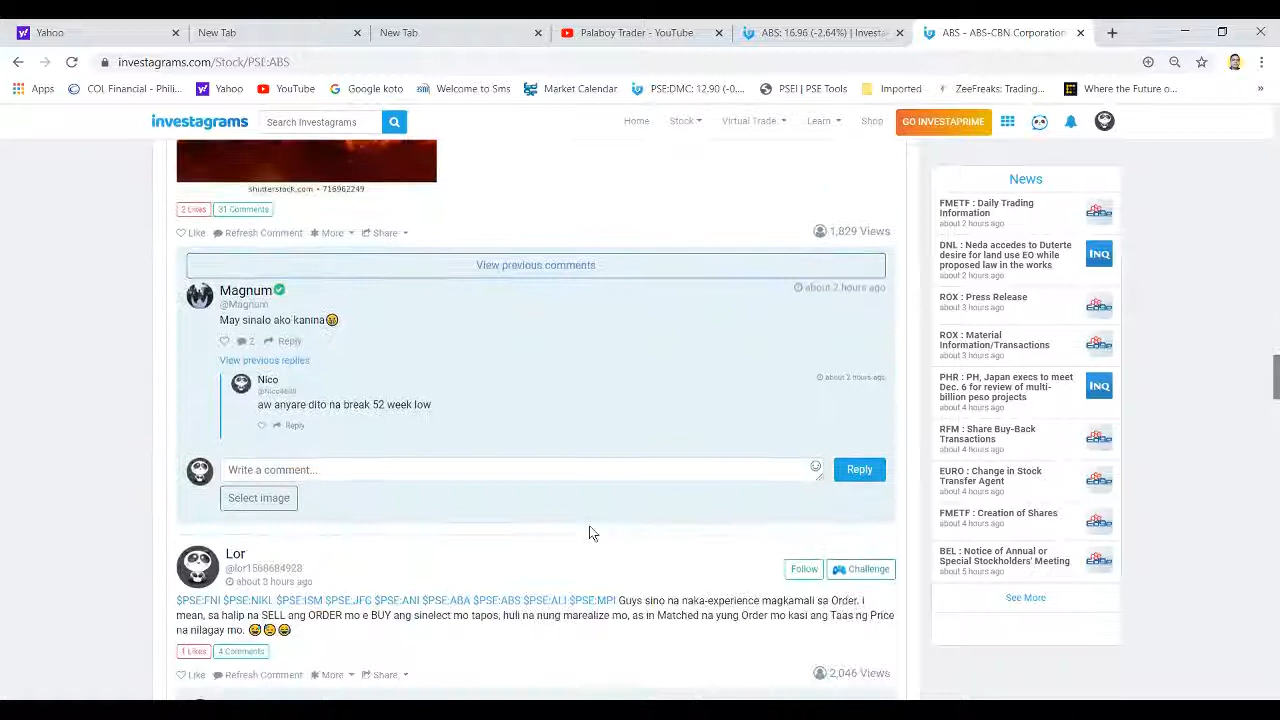 Yahoo
New Tab
New Tab
Palaboy Trader - YouTube
ABS: 16.96 (-2.64%) | Investa
ABS - ABS-CBN Corporation
investagrams.com/Stock/PSE:ABS
Apps
COL Financial - Phili...
Yahoo
YouTube
Google koto
Welcome to Sms
Market Calendar
PSE:DMC: 12.90 (-0....
PSEI | PSE Tools
Imported
ZeeFreaks: Trading...
Where the Future o...
»
investagrams
Search Investagrams
Home
Stock
Virtual Trade
Learn
Shop
GO INVESTAPRIME
shutterstock.com • 716962249
2 Likes
31 Comments
Like
Refresh Comment
More
Share
1,829 Views
View previous comments
Magnum
@Magnum
about 2 hours ago
May sinalo ako kanina
2
Reply
View previous replies
Nico
about 2 hours ago
aw anyare dito na break 52 week low
Reply
Write a comment...
Reply
Select image
Lor
@lor1568684928
about 3 hours ago
Follow
Challenge
$PSE:FNI $PSE:NIKL $PSE:ISM $PSE:JFG $PSE:ANI $PSE:ABA $PSE:ABS $PSE:ALI $PSE:MPI Guys sino na naka-experience magkamali sa Order. i
mean, sa halip na SELL ang ORDER mo e BUY ang sinelect mo tapos, huli na nung marealize mo, as in Matched na yung Order mo kasi ang Taas ng Price
na nilagay mo.
1 Likes
4 Comments
Like
Refresh Comment
More
Share
2,046 Views
News
FMETF : Daily Trading
Information
about 2 hours ago
DNL : Neda accedes to Duterte
desire for land use EO while
proposed law in the works
about 2 hours ago
INQ
ROX : Press Release
about 3 hours ago
ROX : Material
Information/Transactions
about 3 hours ago
PHR : PH, Japan execs to meet
Dec. 6 for review of multi-
billion peso projects
about 4 hours ago
INQ
RFM : Share Buy-Back
Transactions
about 4 hours ago
EURO : Change in Stock
Transfer Agent
about 4 hours ago
FMETF : Creation of Shares
about 4 hours ago
BEL : Notice of Annual or
Special Stockholders' Meeting
about 5 hours ago
See More